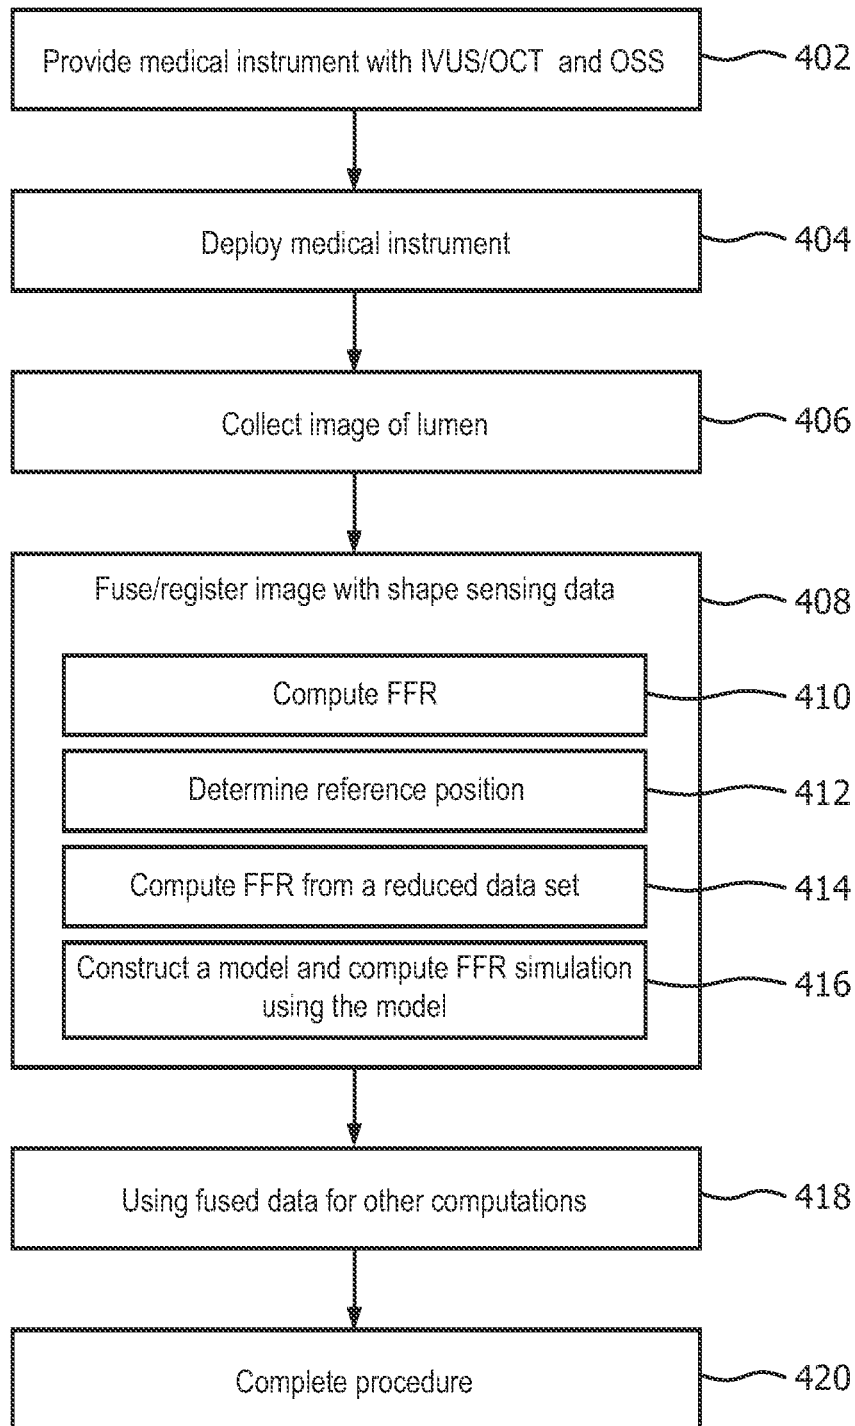 Provide medical instrument with IVUS/OCT and OSS
402
Deploy medical instrument
404
Collect image of lumen
406
Fuse/register image with shape sensing data
408
Compute FFR
410
Determine reference position
412
Compute FFR from a reduced data set
414
Construct a model and compute FFR simulation
using the model
416
Using fused data for other computations
418
Complete procedure
420